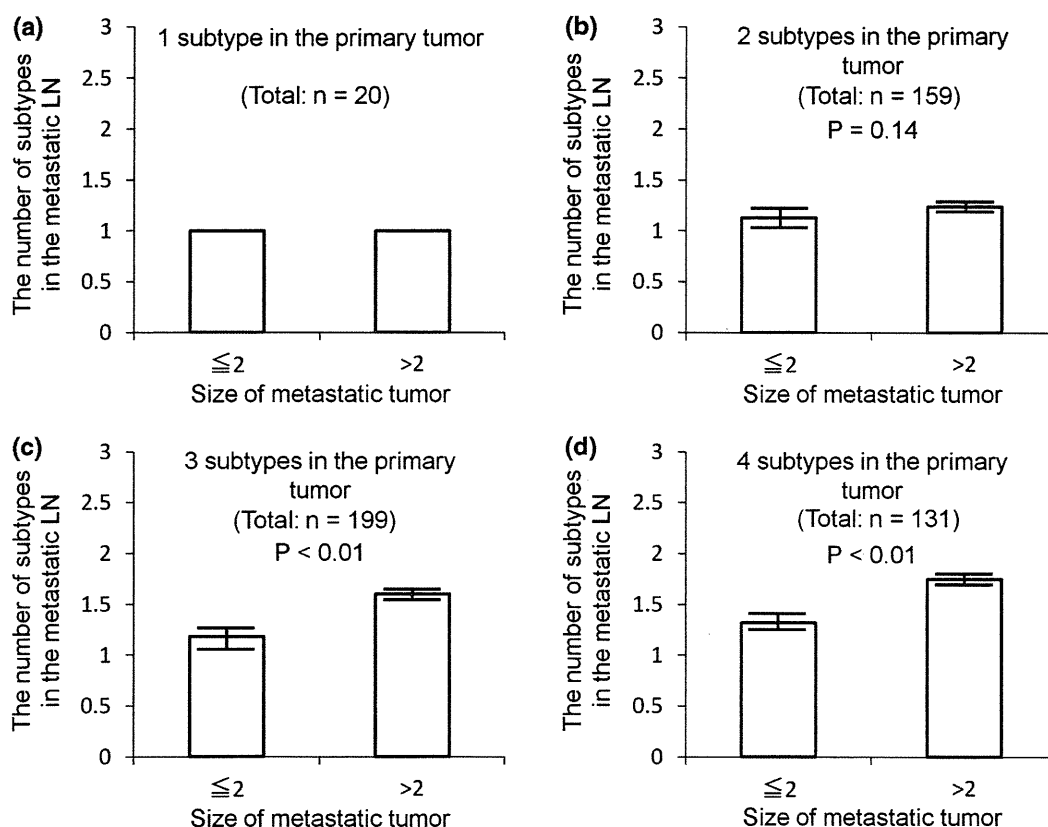 (a)
1 subtype in the primary tumor
(Total: n = 20)
The number of subtypes
in the metastatic LN
3
2.5
2
1.5
1
0.5
0
≦2
>2
Size of metastatic tumor
(b)
2 subtypes in the primary
tumor
(Total: n = 159)
P = 0.14
The number of subtypes
in the metastatic LN
3
2.5
2
1.5
1
0.5
0
≦2
>2
Size of metastatic tumor
(c)
3 subtypes in the primary
tumor
(Total: n = 199)
P < 0.01
The number of subtypes
in the metastatic LN
3
2.5
2
1.5
1
0.5
0
≦2
>2
Size of metastatic tumor
(d)
4 subtypes in the primary
tumor
(Total: n = 131)
P < 0.01
The number of subtypes
in the metastatic LN
3
2.5
2
1.5
1
0.5
0
≦2
>2
Size of metastatic tumor